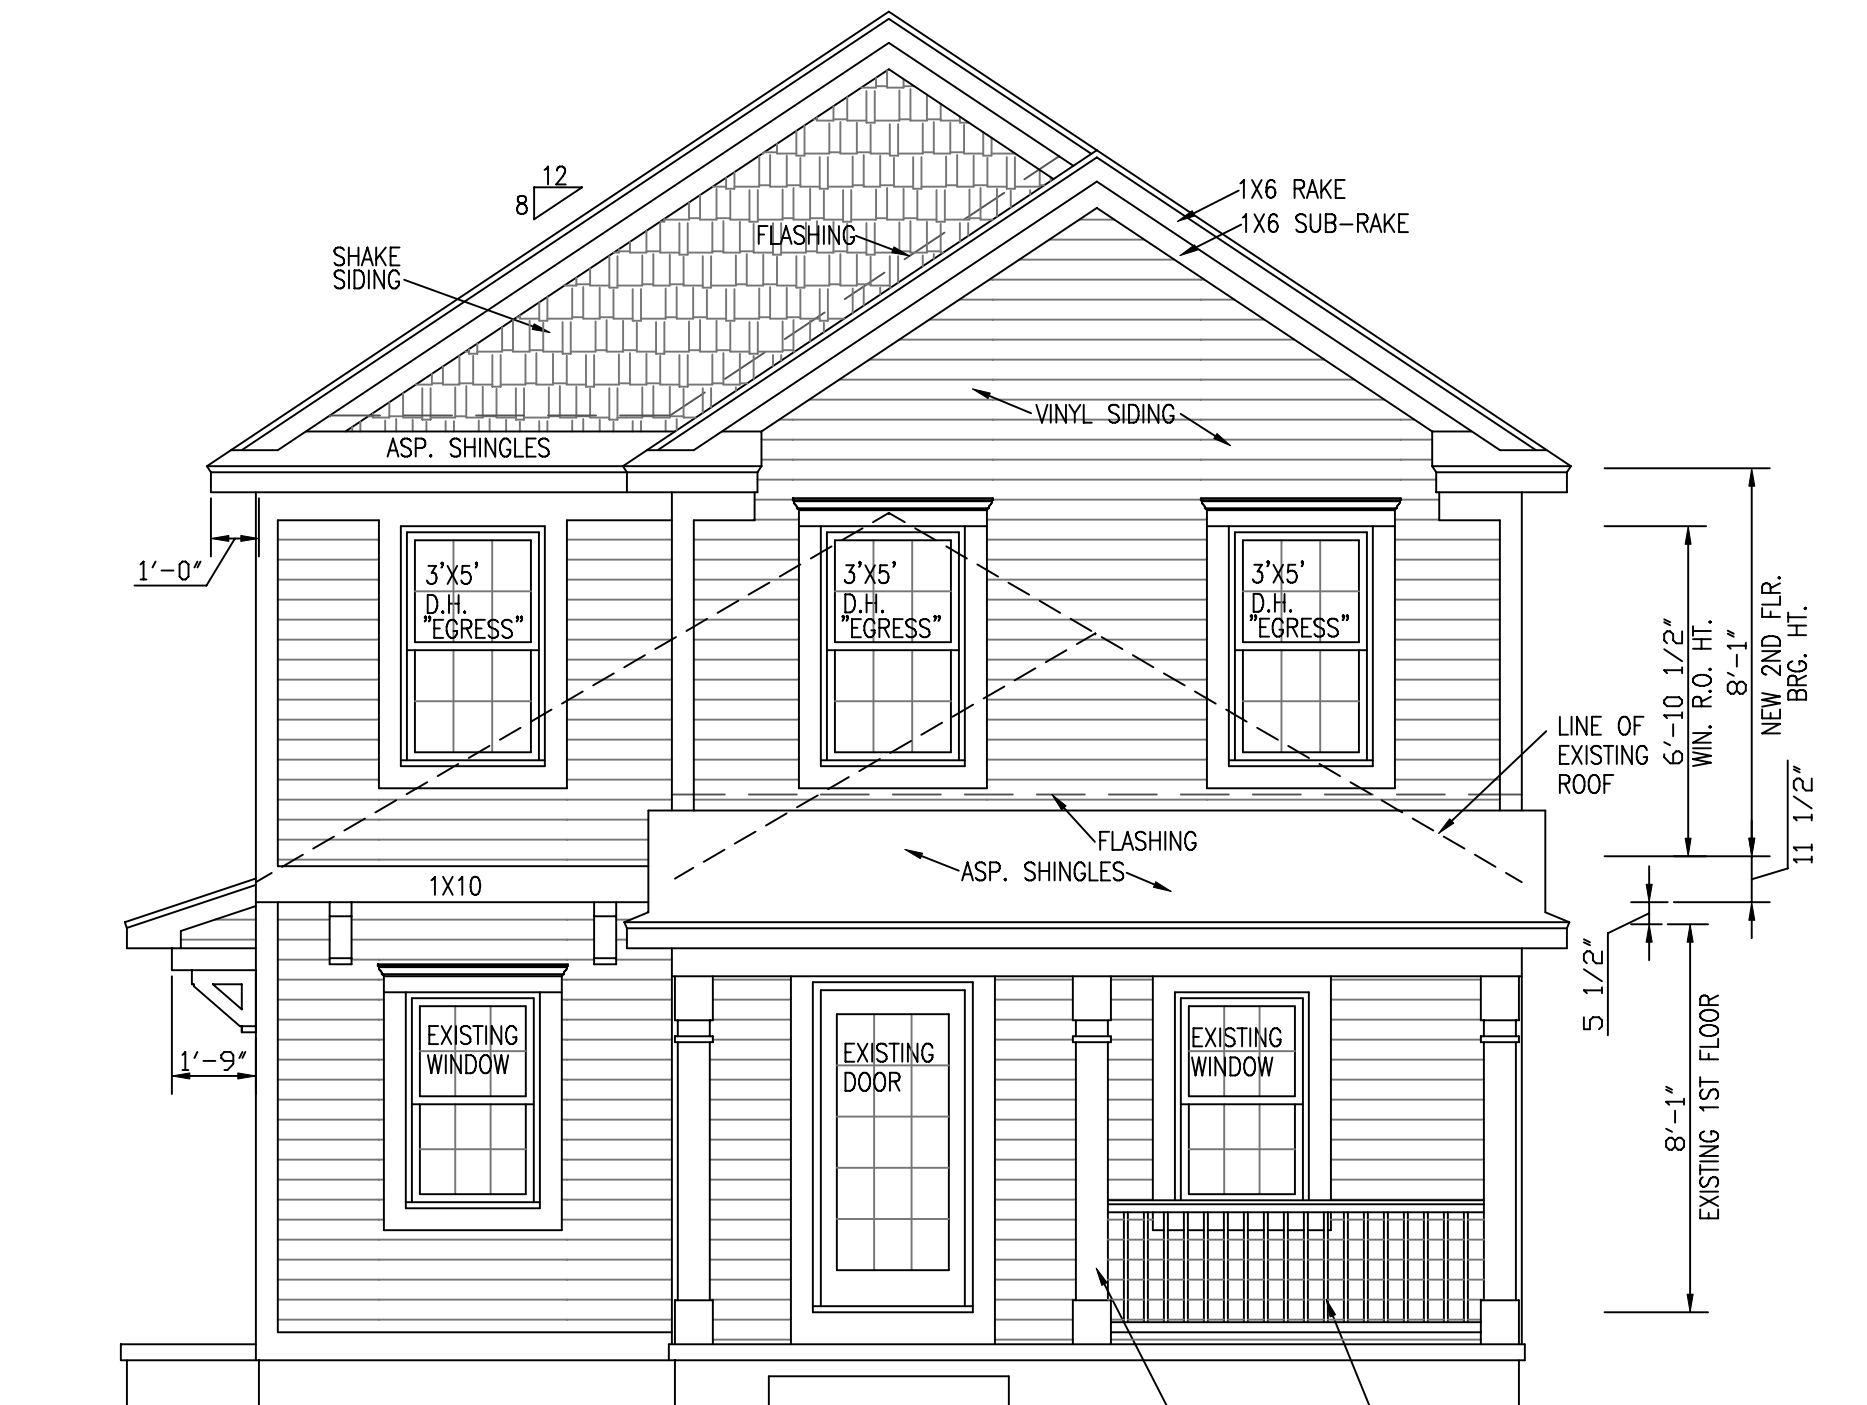 12
8
1X6 RAKE
1X6 SUB-RAKE
FLASHING
SHAKE
SIDING
VINYL SIDING
ASP. SHINGLES
1'-0"
3'X5'
D.H.
"EGRESS"
3'X5'
D.H.
"EGRESS"
3'X5'
D.H.
"EGRESS"
6'-10 1/2"
WIN. R.O. HT.
8'-1"
NEW 2ND FLR.
BRG. HT.
LINE OF
EXISTING
ROOF
11 1/2"
FLASHING
ASP. SHINGLES
1X10
5 1/2"
1'-9"
EXISTING
WINDOW
EXISTING
DOOR
EXISTING
WINDOW
8'-1"
EXISTING 1ST FLOOR